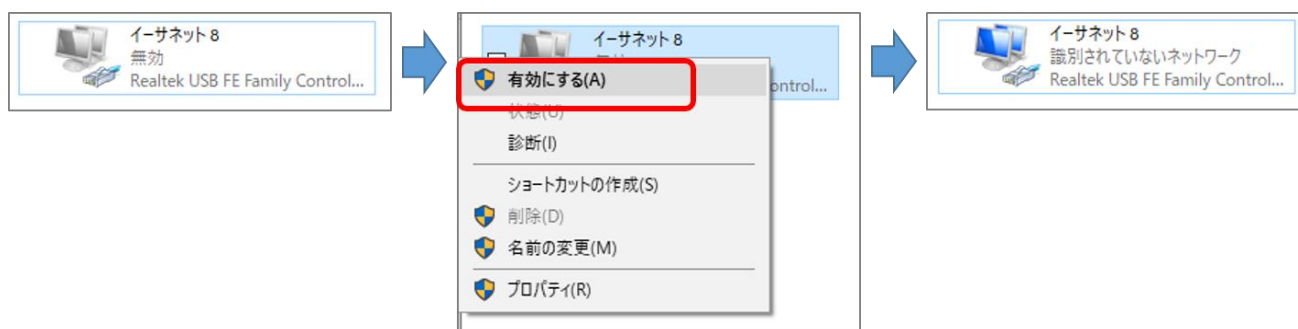 イーサネット 8
無効
Realtek USB FE Family Control...
イーサネット 8
ontrol...
有効にする(A)
状態(U)
診断(I)
ショートカットの作成(S)
削除(D)
名前の変更(M)
プロパティ(R)
イーサネット 8
識別されていないネットワーク
Realtek USB FE Family Control...